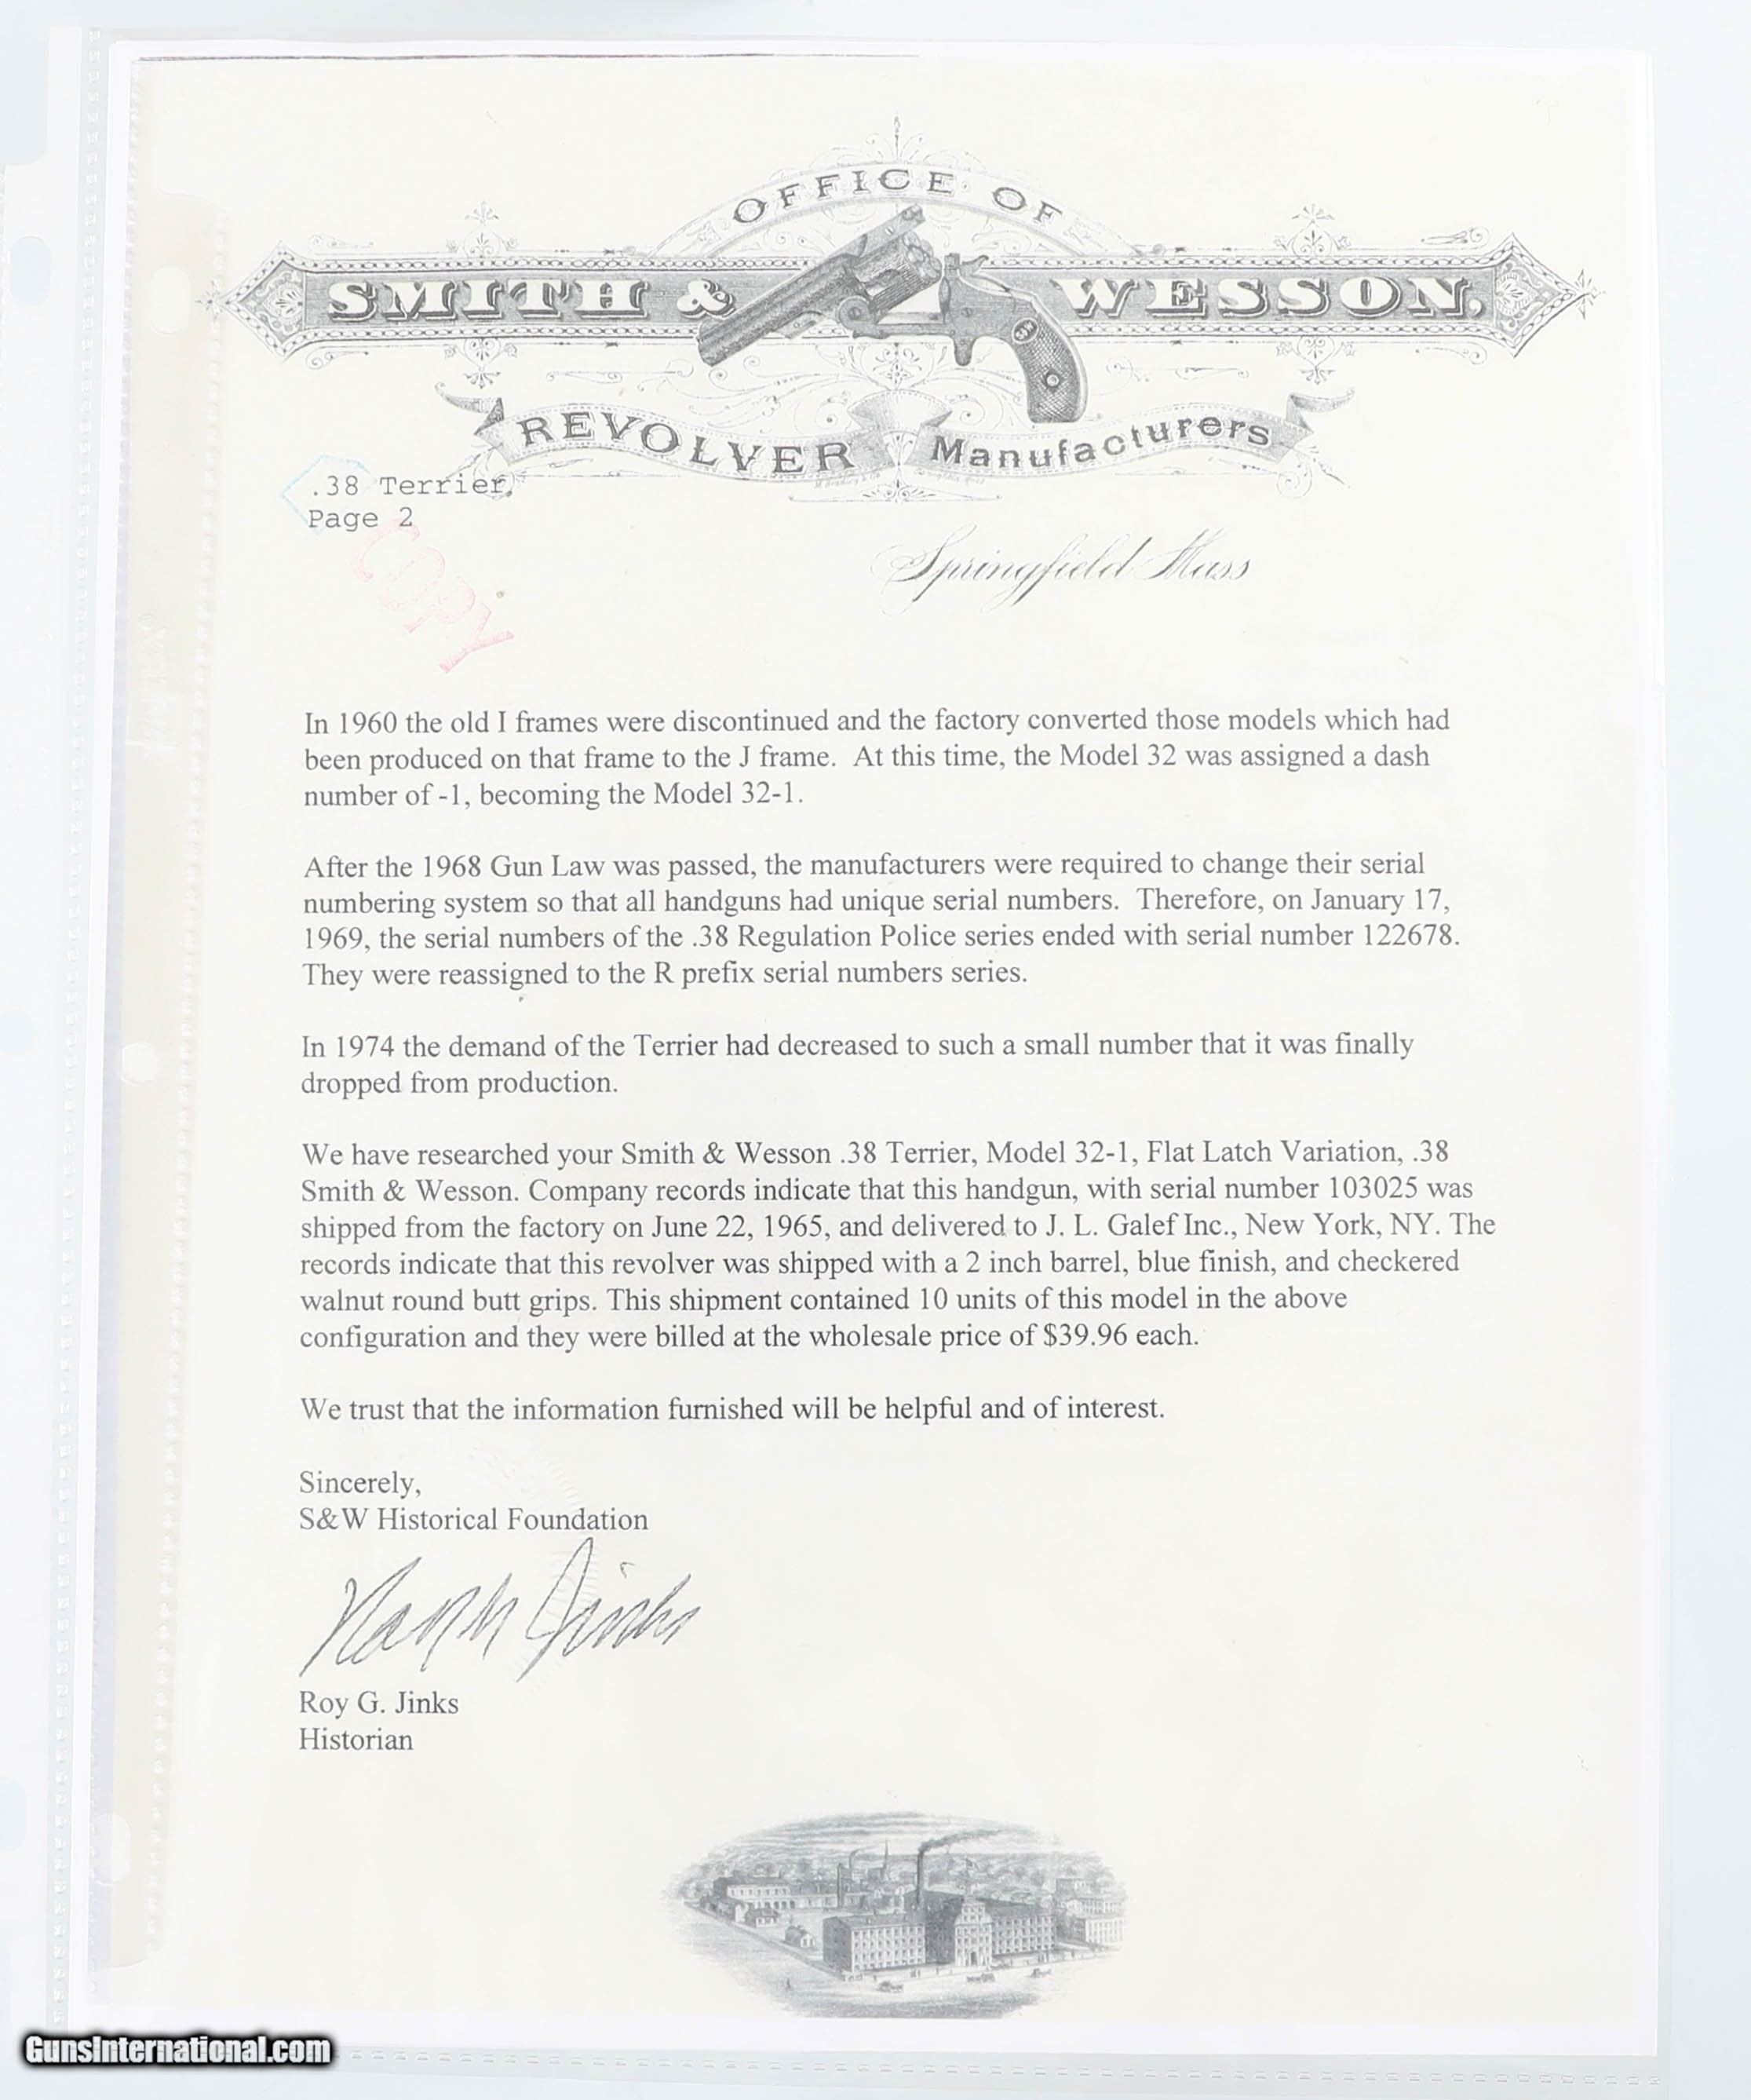 OFFICE OF
SMITH & WESSON,
REVOLVER Manufacturers
.38 Terrier,
Page 2
COPY
Springfield Mass
In 1960 the old I frames were discontinued and the factory converted those models which had
been produced on that frame to the J frame.  At this time, the Model 32 was assigned a dash
number of -1, becoming the Model 32-1.
After the 1968 Gun Law was passed, the manufacturers were required to change their serial
numbering system so that all handguns had unique serial numbers.  Therefore, on January 17,
1969, the serial numbers of the .38 Regulation Police series ended with serial number 122678.
They were reassigned to the R prefix serial numbers series.
In 1974 the demand of the Terrier had decreased to such a small number that it was finally
dropped from production.
We have researched your Smith & Wesson .38 Terrier, Model 32-1, Flat Latch Variation, .38
Smith & Wesson. Company records indicate that this handgun, with serial number 103025 was
shipped from the factory on June 22, 1965, and delivered to J. L. Galef Inc., New York, NY. The
records indicate that this revolver was shipped with a 2 inch barrel, blue finish, and checkered
walnut round butt grips. This shipment contained 10 units of this model in the above
configuration and they were billed at the wholesale price of $39.96 each.
We trust that the information furnished will be helpful and of interest.
Sincerely,
S&W Historical Foundation
Roy G. Jinks
Historian
GunsInternational.com